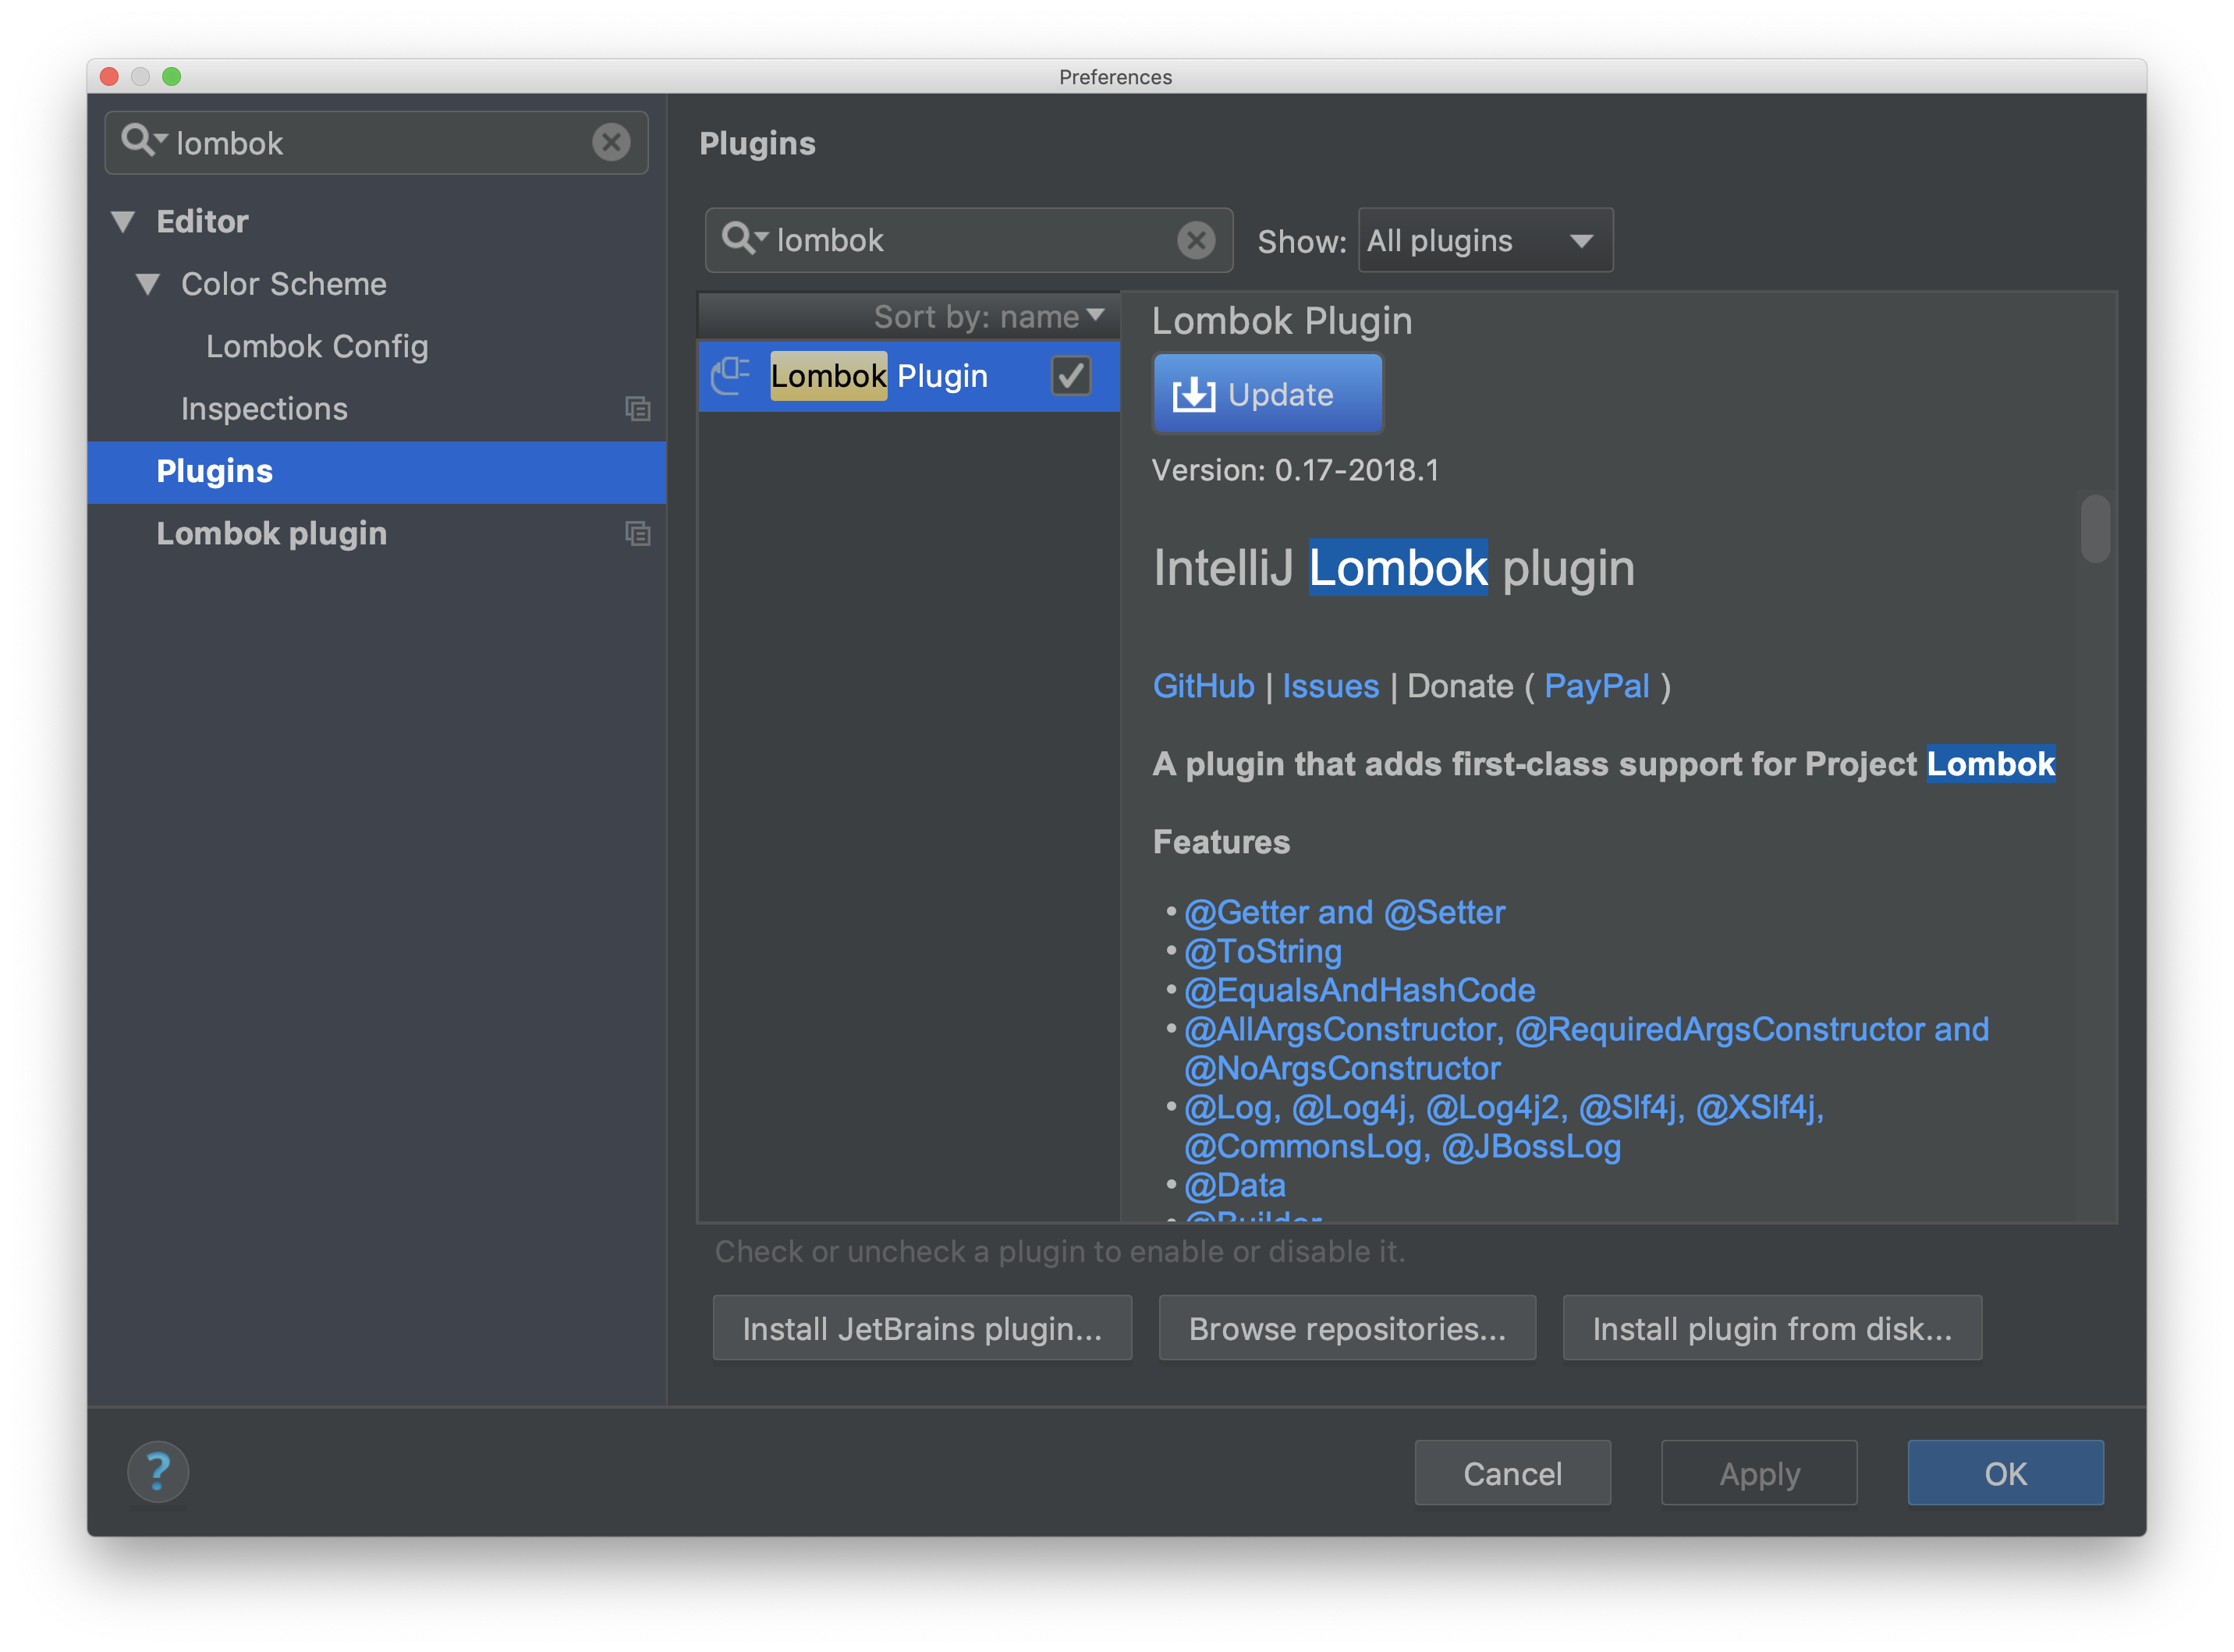 Preferences
lombok
Editor
Color Scheme
Lombok Config
Inspections
Plugins
Lombok plugin
Plugins
lombok
Show: All plugins
Sort by: name
Lombok Plugin
Lombok Plugin
Update
Version: 0.17-2018.1
IntelliJ Lombok plugin
GitHub | Issues | Donate ( PayPal )
A plugin that adds first-class support for Project Lombok
Features
• @Getter and @Setter
• @ToString
• @EqualsAndHashCode
• @AllArgsConstructor, @RequiredArgsConstructor and
@NoArgsConstructor
• @Log, @Log4j, @Log4j2, @Slf4j, @XSlf4j,
@CommonsLog, @JBossLog
• @Data
• @Builder
Check or uncheck a plugin to enable or disable it.
Install JetBrains plugin...
Browse repositories...
Install plugin from disk...
?
Cancel
Apply
OK